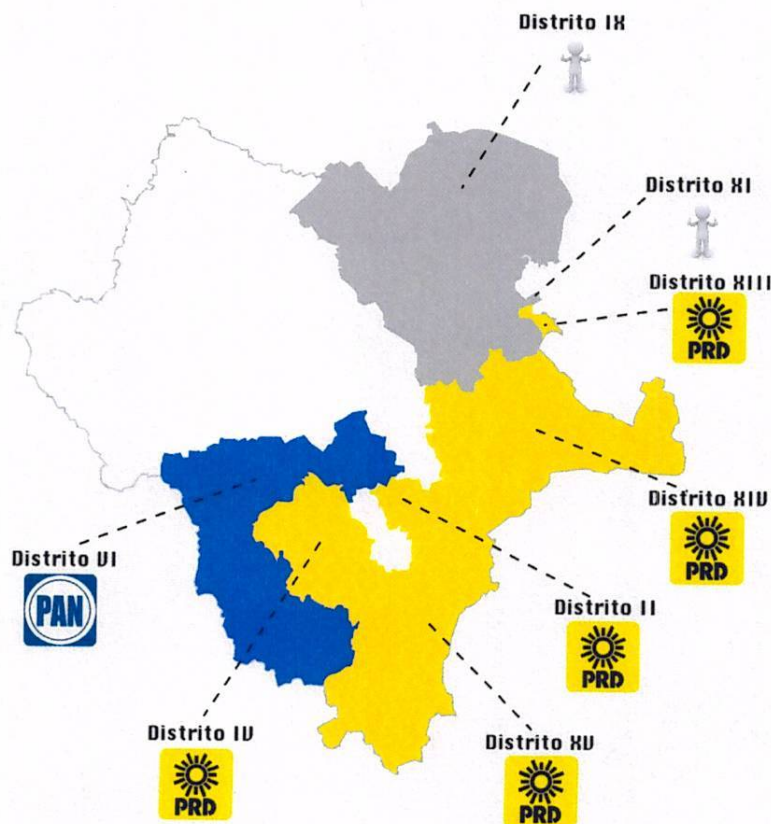 Distrito IX
Distrito XI
Distrito XIII
PRD
Distrito XIV
PRD
Distrito VI
PAN
Distrito II
PRD
Distrito IV
PRD
Distrito XV
PRD